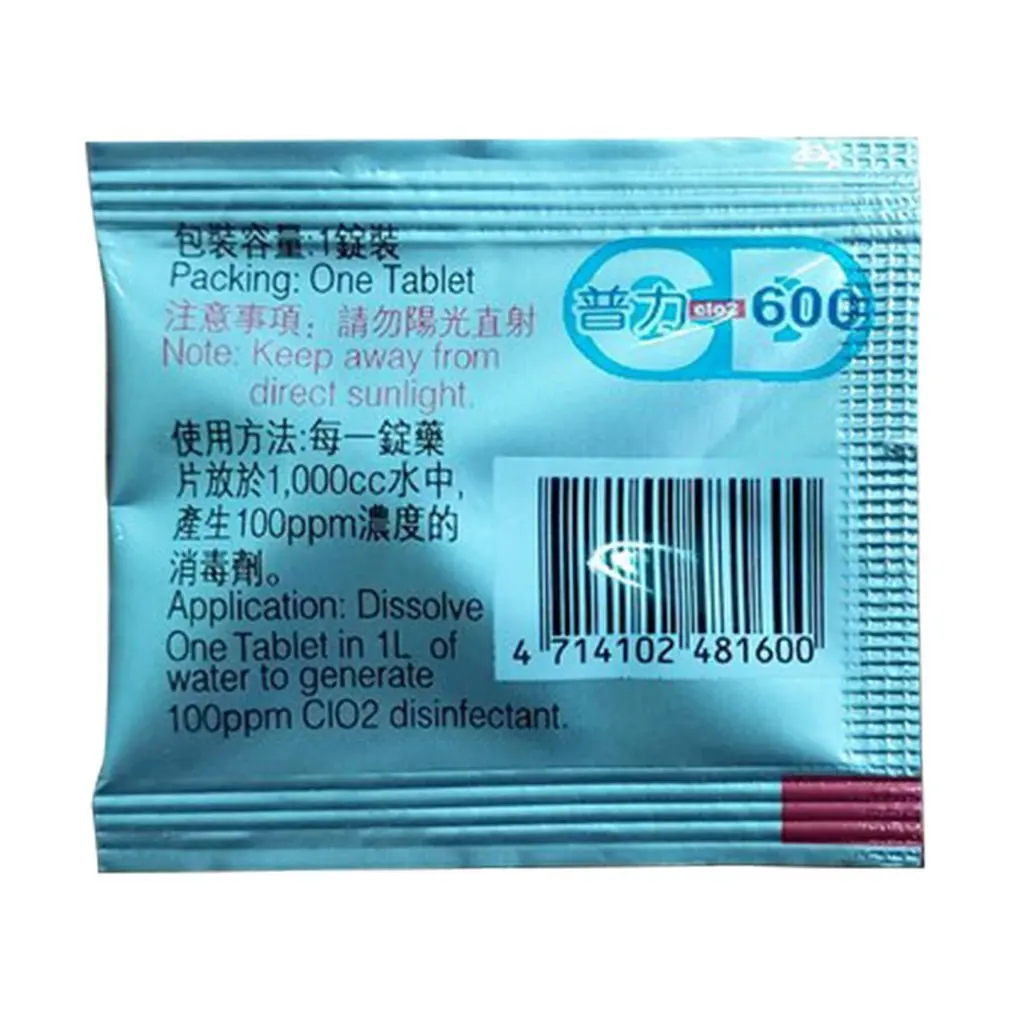 包裝容量:1錠裝
Packing: One Tablet
注意事項：請勿陽光直射
Note: Keep away from
direct sunlight.
普力 clo2 600
使用方法:每一錠藥
片放於1,000cc水中,
產生100ppm濃度的
消毒劑。
Application: Dissolve
One Tablet in 1L of
water to generate
100ppm ClO2 disinfectant.
4 714102 481600